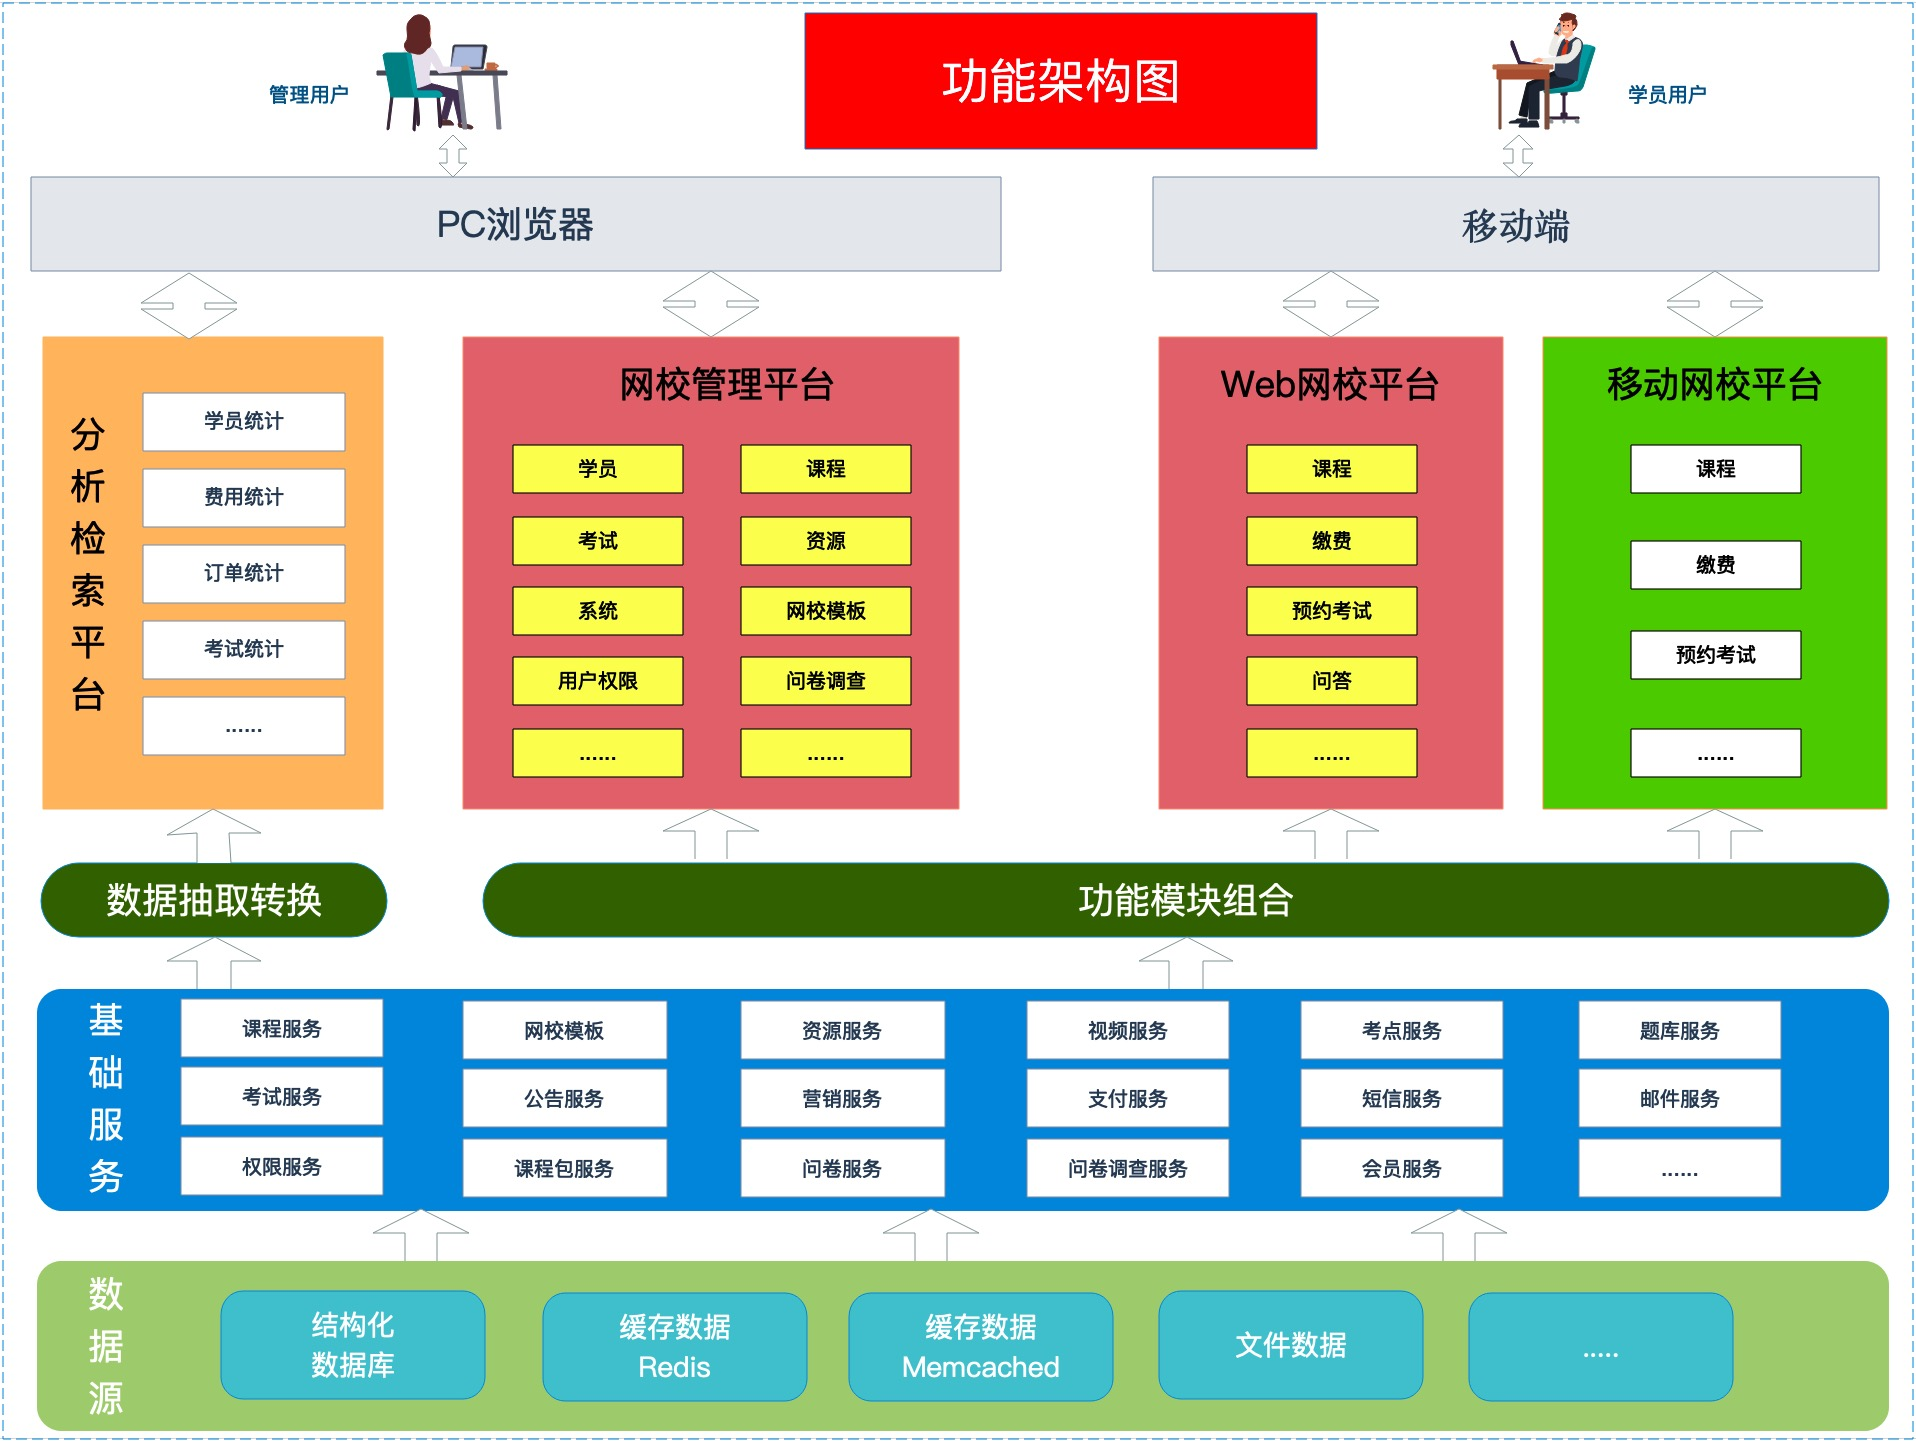 功能架构图
管理用户
学员用户
PC浏览器
移动端
分析检索平台
学员统计
费用统计
订单统计
考试统计
......
网校管理平台
学员
课程
考试
资源
系统
网校模板
用户权限
问卷调查
......
......
Web网校平台
课程
缴费
预约考试
问答
......
移动网校平台
课程
缴费
预约考试
......
数据抽取转换
功能模块组合
基础服务
课程服务
网校模板
资源服务
视频服务
考点服务
题库服务
考试服务
公告服务
营销服务
支付服务
短信服务
邮件服务
权限服务
课程包服务
问卷服务
问卷调查服务
会员服务
......
数据源
结构化
数据库
缓存数据
Redis
缓存数据
Memcached
文件数据
.....